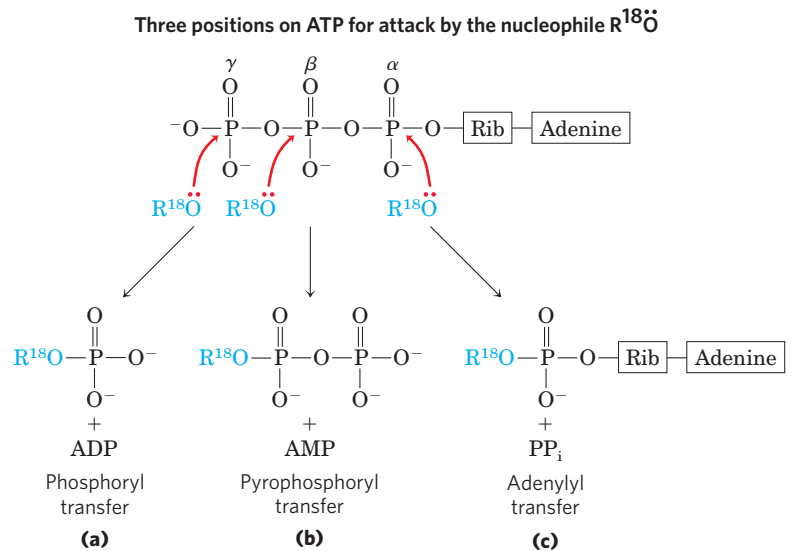 Three positions on ATP for attack by the nucleophile R¹⁸Ö
γ β α
O O O
⁻O—P—O—P—O—P—O—Rib—Adenine
O⁻ O⁻ O⁻
R¹⁸Ö R¹⁸Ö R¹⁸Ö
O O O O
R¹⁸O—P—O⁻ R¹⁸O—P—O—P—O⁻ R¹⁸O—P—O—Rib—Adenine
O⁻ O⁻ O⁻ O⁻
+ + +
ADP AMP PPᵢ
Phosphoryl transfer
(a)
Pyrophosphoryl transfer
(b)
Adenylyl transfer
(c)